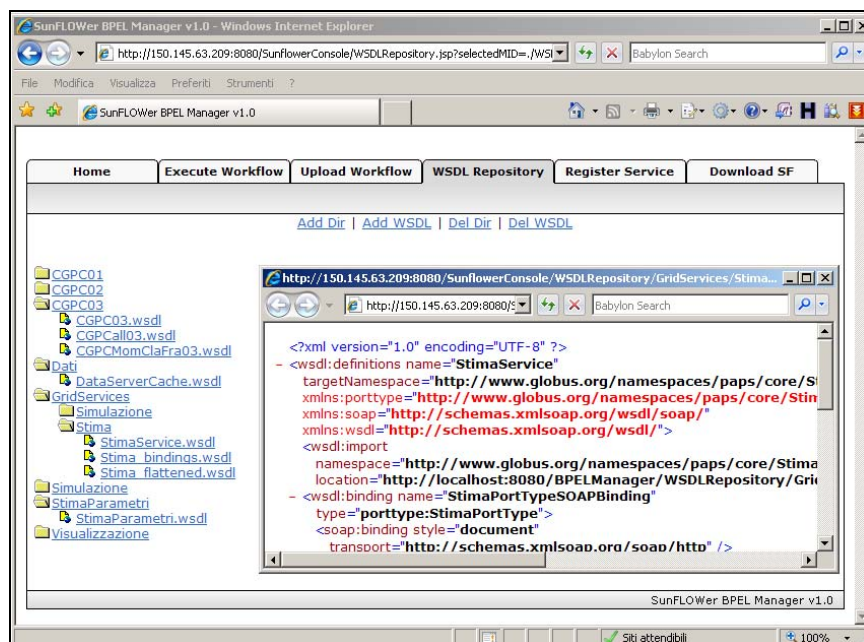 SunFLOWer BPEL Manager v1.0 - Windows Internet Explorer
http://150.145.63.209:8080/SunflowerConsole/WSDLRepository.jsp?selectedMID=./WSI
Babylon Search
File Modifica Visualizza Preferiti Strumenti ?
SunFLOWer BPEL Manager v1.0
Home Execute Workflow Upload Workflow WSDL Repository Register Service Download SF
Add Dir | Add WSDL | Del Dir | Del WSDL
CGPC01
CGPC02
CGPC03
CGPC03.wsdl
CGPCall03.wsdl
CGPCMomClaFra03.wsdl
Dati
DataServerCache.wsdl
GridServices
Simulazione
Stima
StimaService.wsdl
Stima_bindings.wsdl
Stima_flattened.wsdl
Simulazione
StimaParametri
StimaParametri.wsdl
Visualizzazione
http://150.145.63.209:8080/SunflowerConsole/WSDLRepository/GridServices/Stima...
http://150.145.63.209:8080/S
Babylon Search
<?xml version="1.0" encoding="UTF-8" ?>
- <wsdl:definitions name="StimaService"
targetNamespace="http://www.globus.org/namespaces/paps/core/St
xmlns:porttype="http://www.globus.org/namespaces/paps/core/Stim
xmlns:soap="http://schemas.xmlsoap.org/wsdl/soap/"
xmlns:wsdl="http://schemas.xmlsoap.org/wsdl/">
<wsdl:import
namespace="http://www.globus.org/namespaces/paps/core/Stima
location="http://localhost:8080/BPELManager/WSDLRepository/Gri
- <wsdl:binding name="StimaPortTypeSOAPBinding"
type="porttype:StimaPortType">
<soap:binding style="document"
transport="http://schemas.xmlsoap.org/soap/http" />
SunFLOWer BPEL Manager v1.0
Siti attendibili
100%